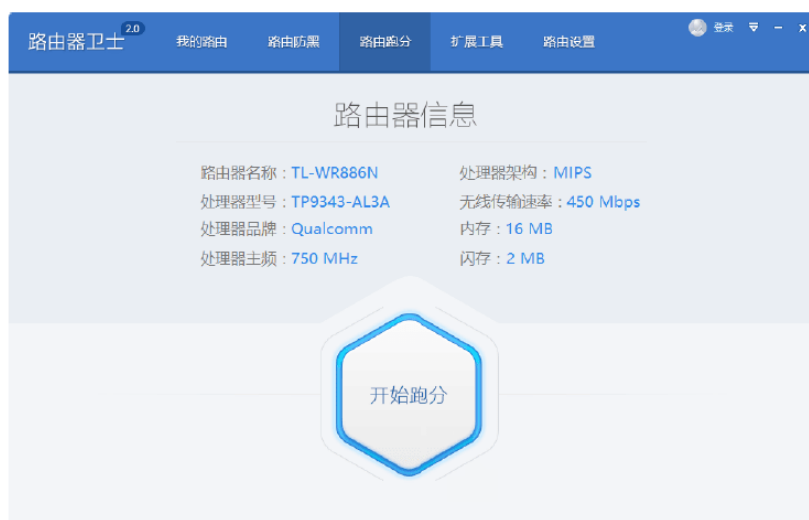 路由器卫士 2.0 我的路由 路由防黑 路由跑分 扩展工具 路由设置 登录
路由器信息
路由器名称：TL-WR886N 处理器架构：MIPS
处理器型号：TP9343-AL3A 无线传输速率：450 Mbps
处理器品牌：Qualcomm 内存：16 MB
处理器主频：750 MHz 闪存：2 MB
开始跑分